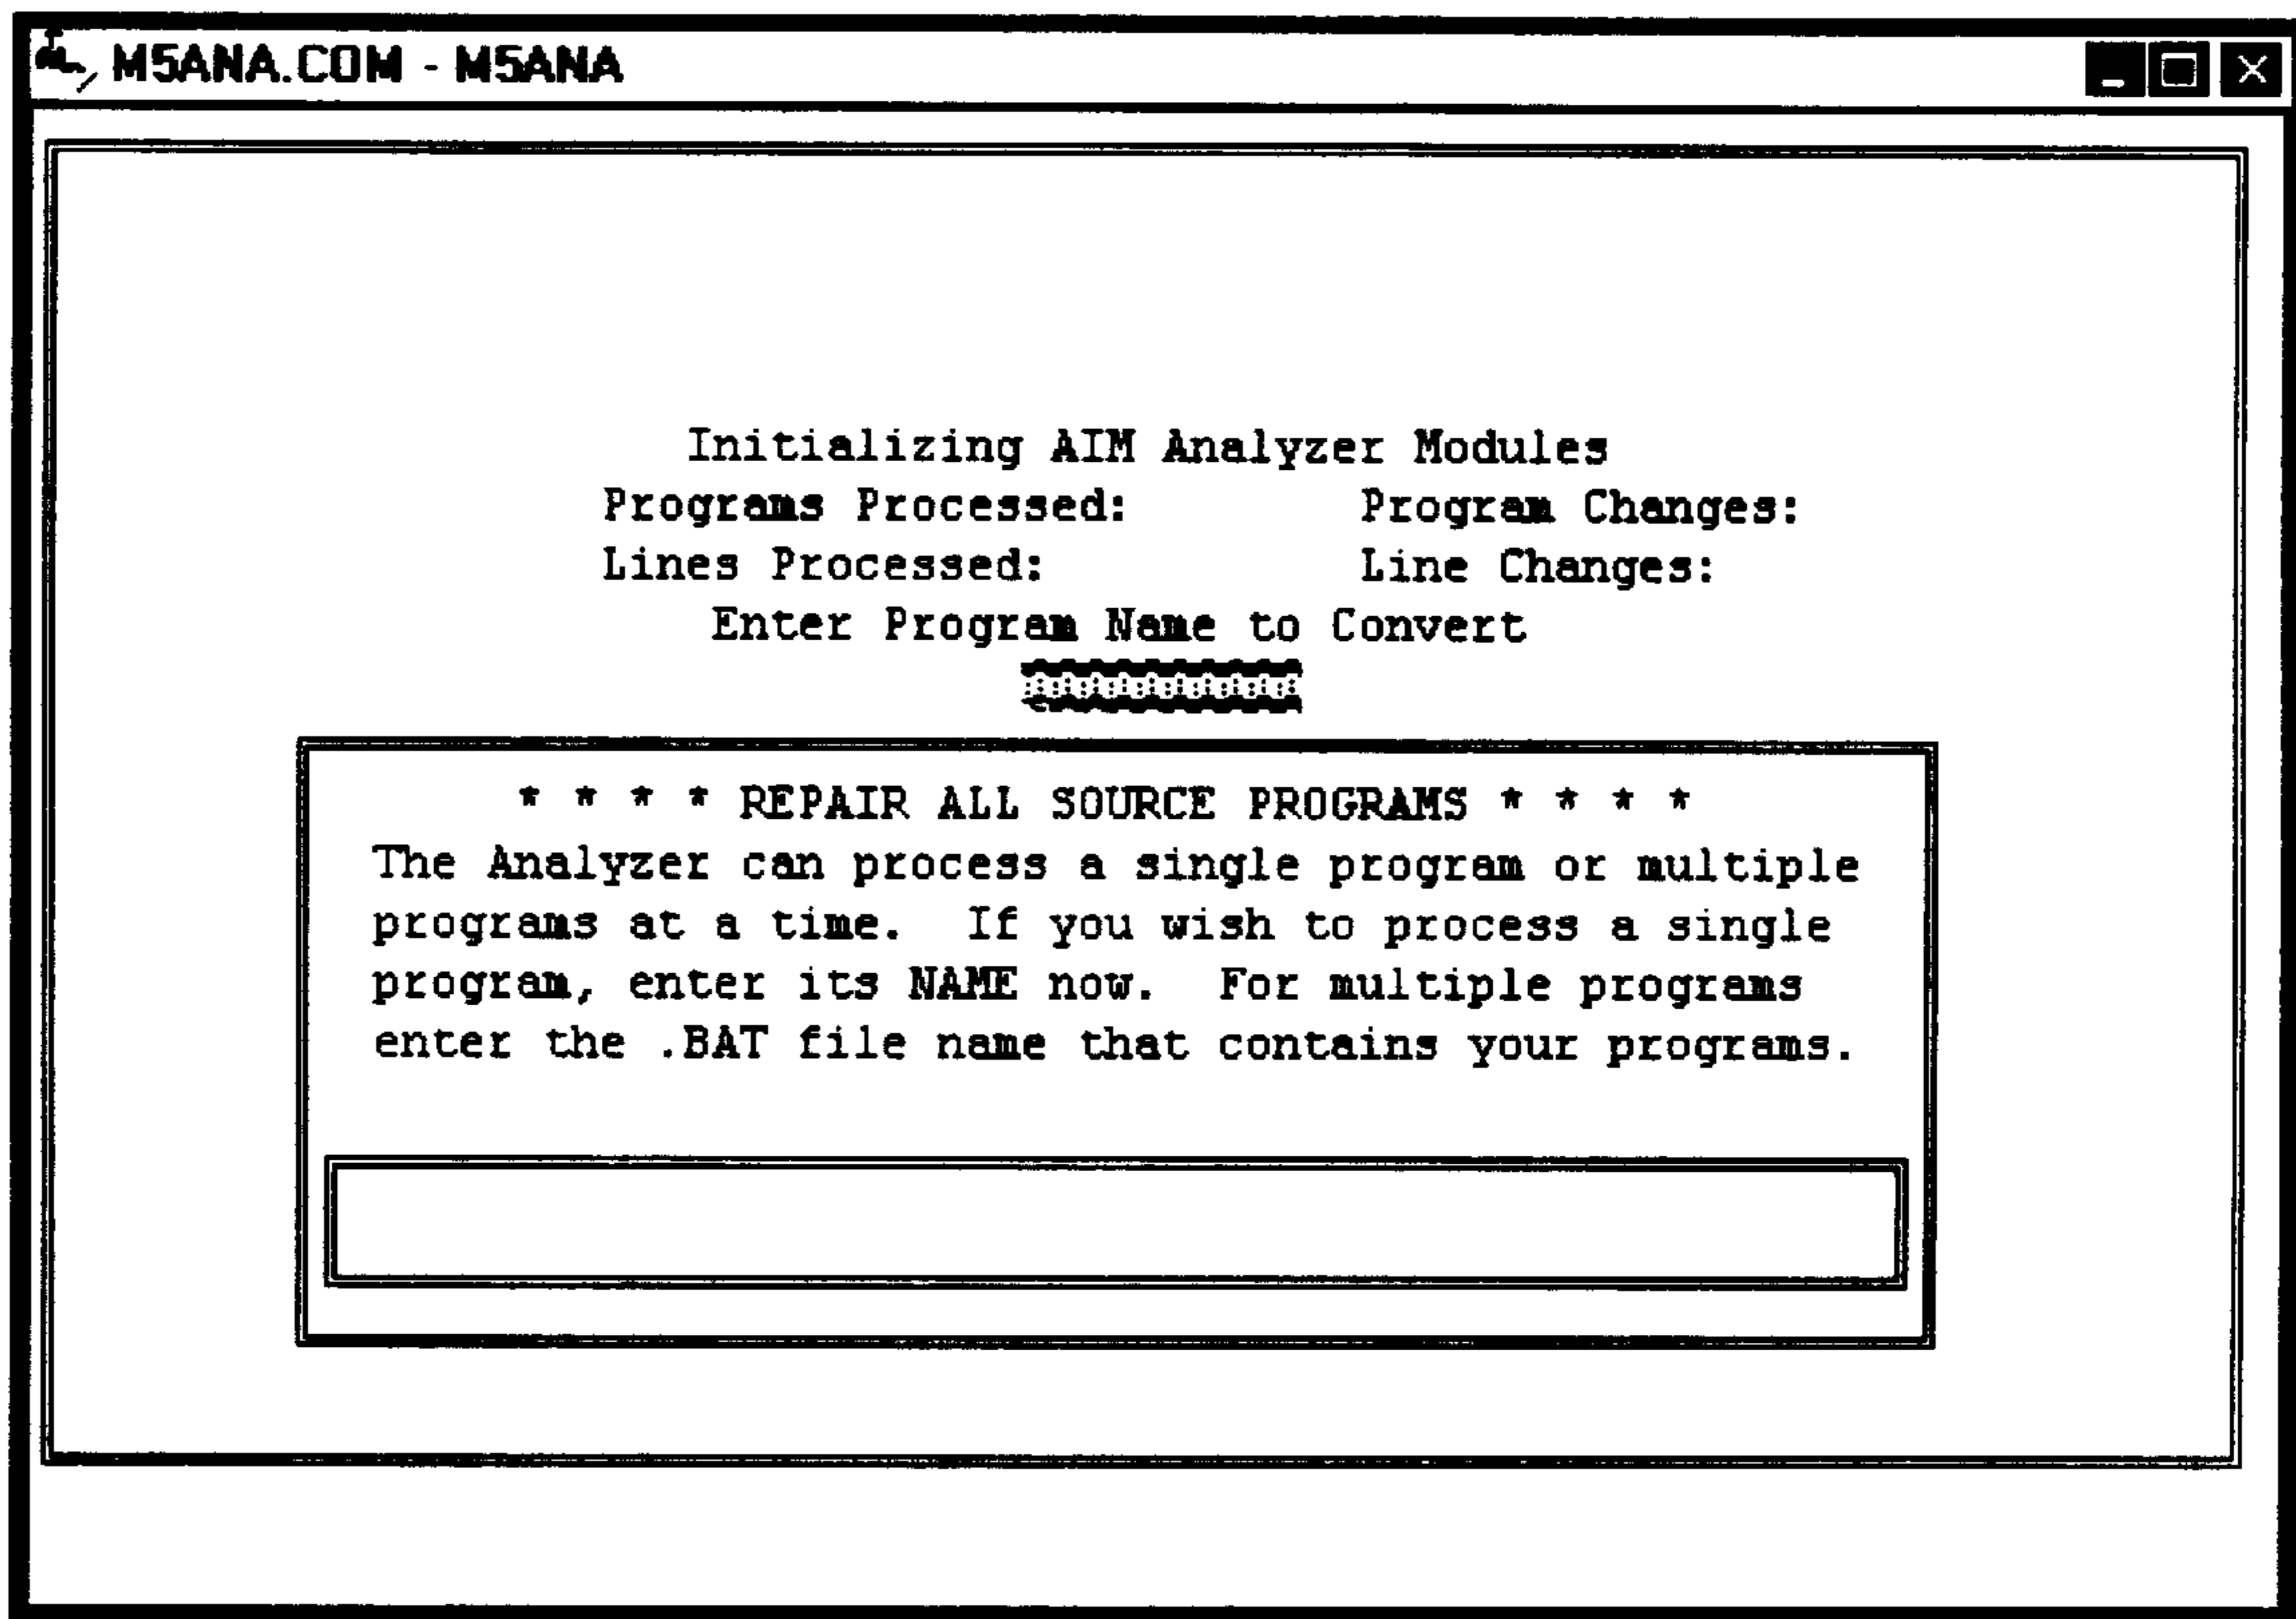 M5ANA.COM - M5ANA
Initializing AIM Analyzer Modules
Programs Processed: Program Changes:
Lines Processed: Line Changes:
Enter Program Name to Convert
* * * * REPAIR ALL SOURCE PROGRAMS * * * *
The Analyzer can process a single program or multiple
programs at a time. If you wish to process a single
program, enter its NAME now. For multiple programs
enter the .BAT file name that contains your programs.